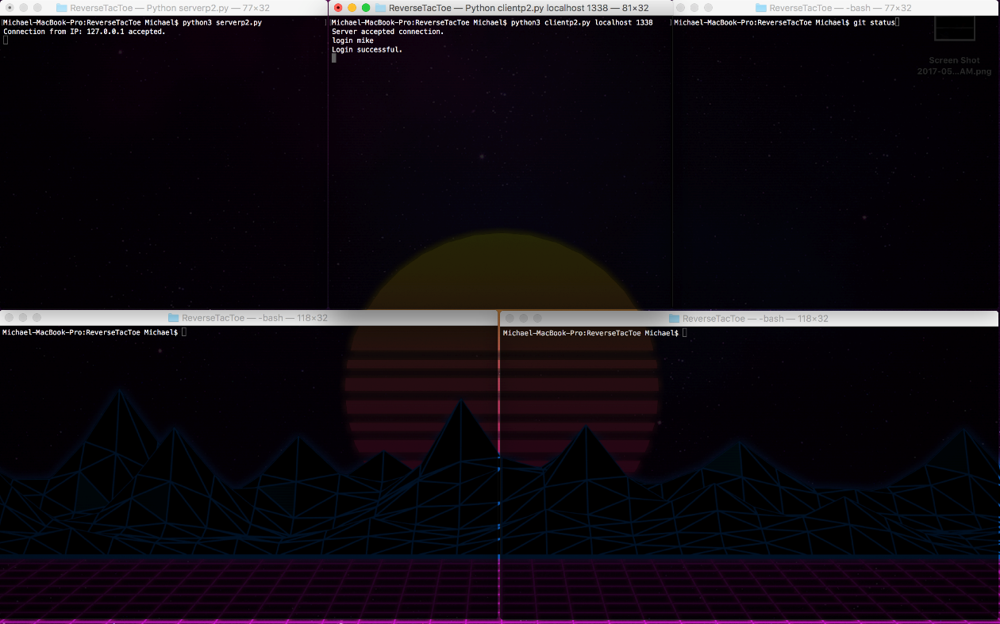 ReverseTacToe — Python serverp2.py — 77×32
Michael-MacBook-Pro:ReverseTacToe Michael$ python3 serverp2.py
Connection from IP: 127.0.0.1 accepted.
ReverseTacToe — Python clientp2.py localhost 1338 — 81×32
Michael-MacBook-Pro:ReverseTacToe Michael$ python3 clientp2.py localhost 1338
Server accepted connection.
login mike
Login successful.
ReverseTacToe — -bash — 77×32
Michael-MacBook-Pro:ReverseTacToe Michael$ git status
Screen Shot
2017-05...AM.png
ReverseTacToe — -bash — 118×32
Michael-MacBook-Pro:ReverseTacToe Michael$
ReverseTacToe — -bash — 118×32
Michael-MacBook-Pro:ReverseTacToe Michael$